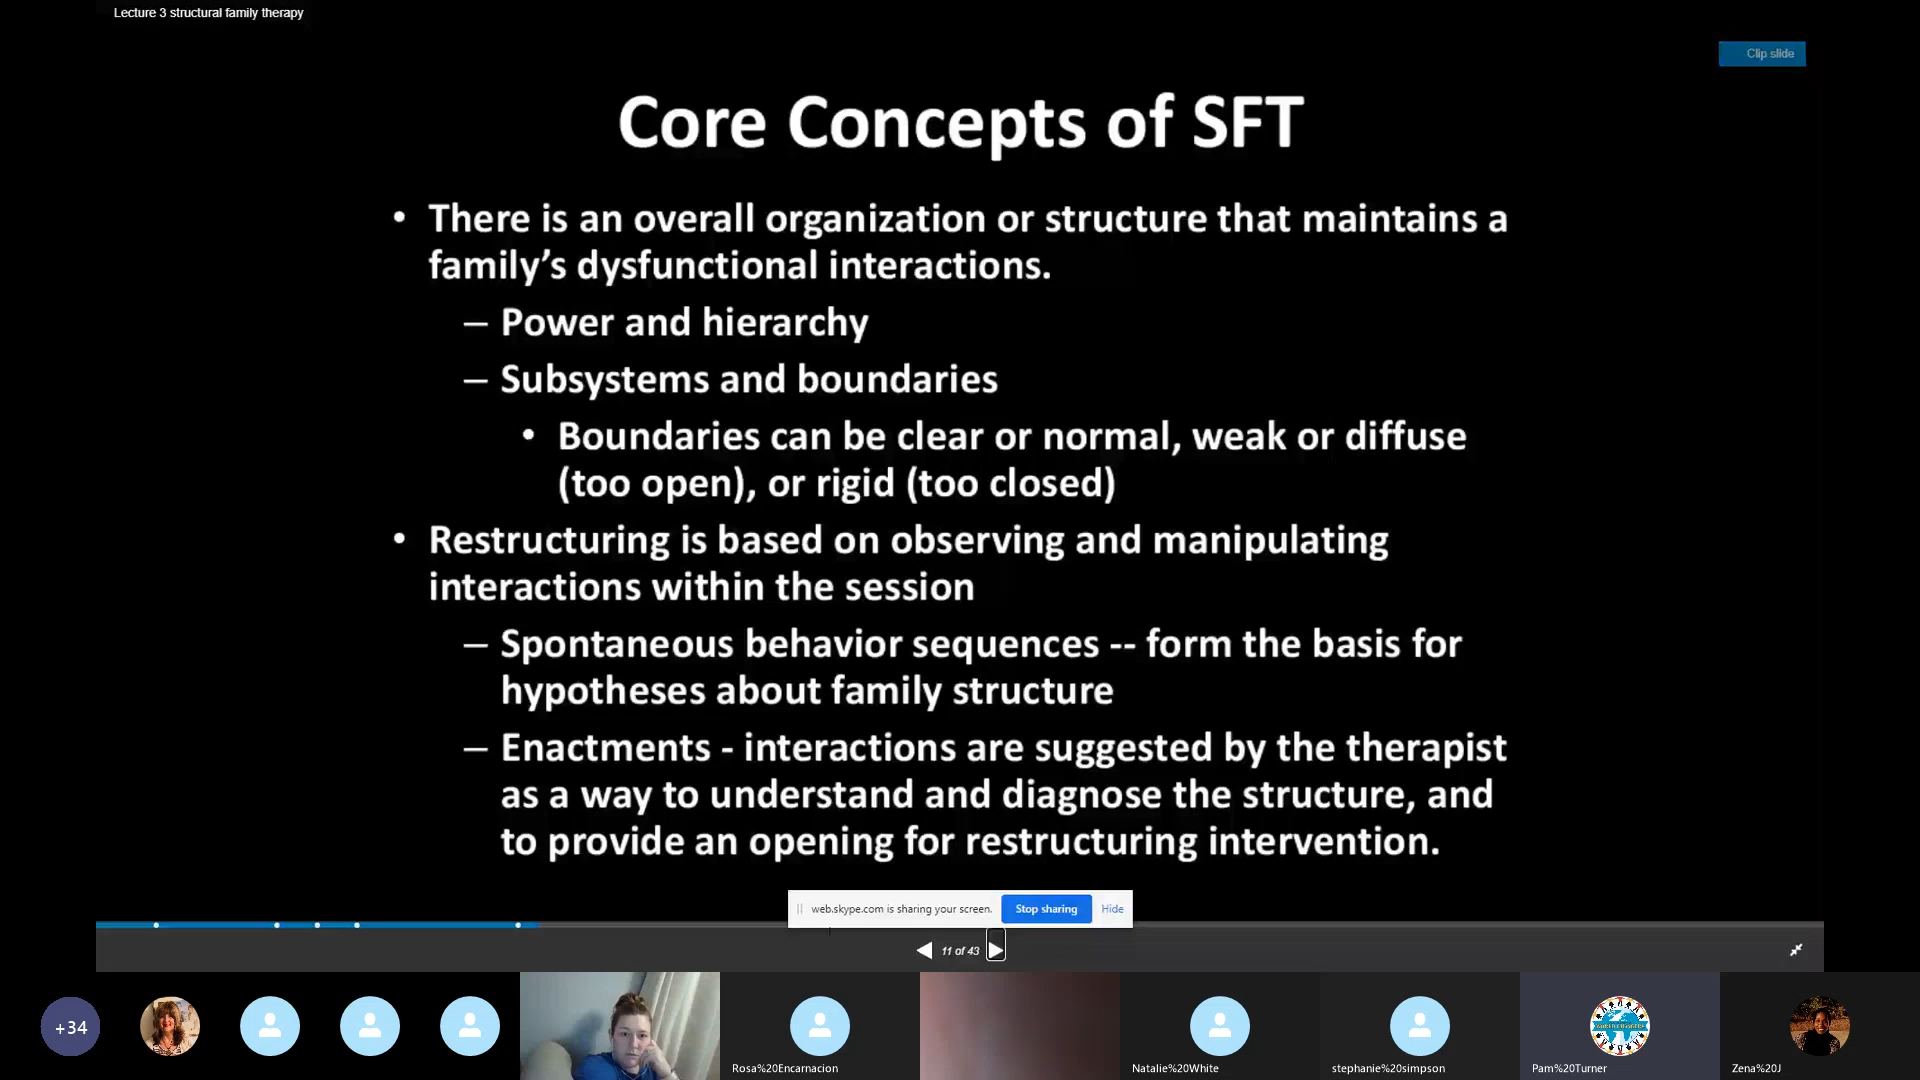 Lecture 3 structural family therapy
Clip slide
Core Concepts of SFT
• There is an overall organization or structure that maintains a
family’s dysfunctional interactions.
– Power and hierarchy
– Subsystems and boundaries
• Boundaries can be clear or normal, weak or diffuse
(too open), or rigid (too closed)
• Restructuring is based on observing and manipulating
interactions within the session
– Spontaneous behavior sequences -- form the basis for
hypotheses about family structure
– Enactments - interactions are suggested by the therapist
as a way to understand and diagnose the structure, and
to provide an opening for restructuring intervention.
web.skype.com is sharing your screen. Stop sharing Hide
11 of 43
+34
Rosa%20Encarnacion
Natalie%20White
stephanie%20simpson
Pam%20Turner
Zena%20J